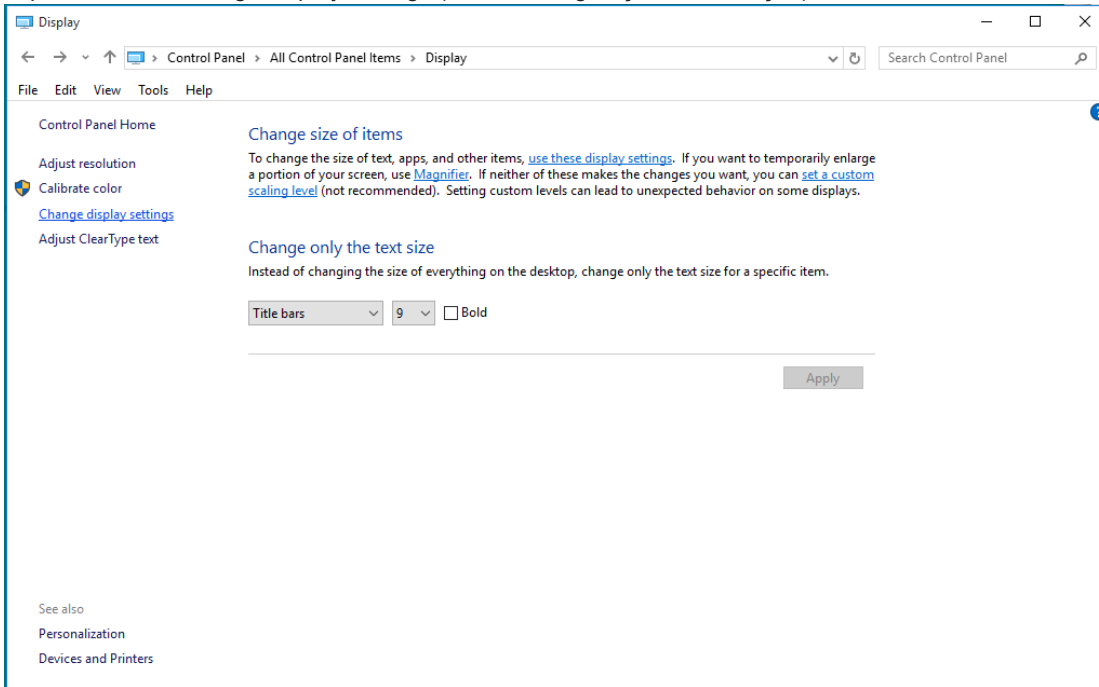 Display
Control Panel > All Control Panel Items > Display
Search Control Panel
File Edit View Tools Help
Control Panel Home
Adjust resolution
Calibrate color
Change display settings
Adjust ClearType text
Change size of items
To change the size of text, apps, and other items, use these display settings. If you want to temporarily enlarge
a portion of your screen, use Magnifier. If neither of these makes the changes you want, you can set a custom
scaling level (not recommended). Setting custom levels can lead to unexpected behavior on some displays.
Change only the text size
Instead of changing the size of everything on the desktop, change only the text size for a specific item.
Title bars 9 Bold
Apply
See also
Personalization
Devices and Printers